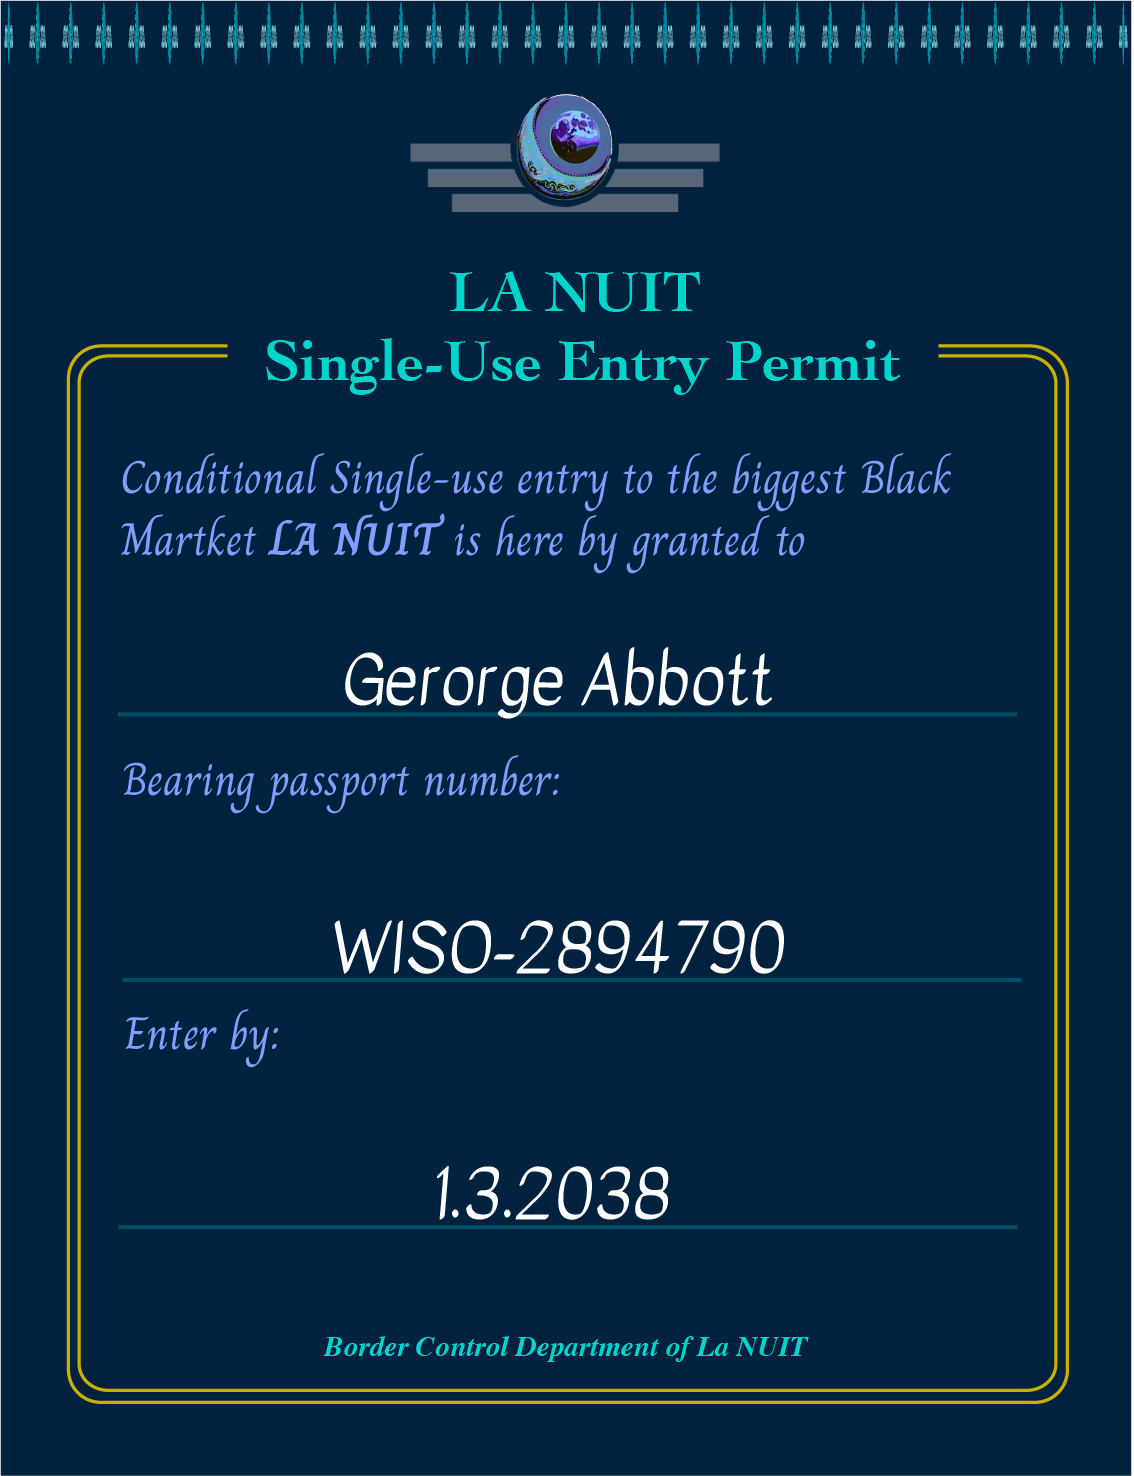 LA NUIT
Single-Use Entry Permit
Conditional Single-use entry to the biggest Black
Martket LA NUIT is here by granted to
Gerorge Abbott
Bearing passport number:
WISO-2894790
Enter by:
1.3.2038
Border Control Department of La NUIT